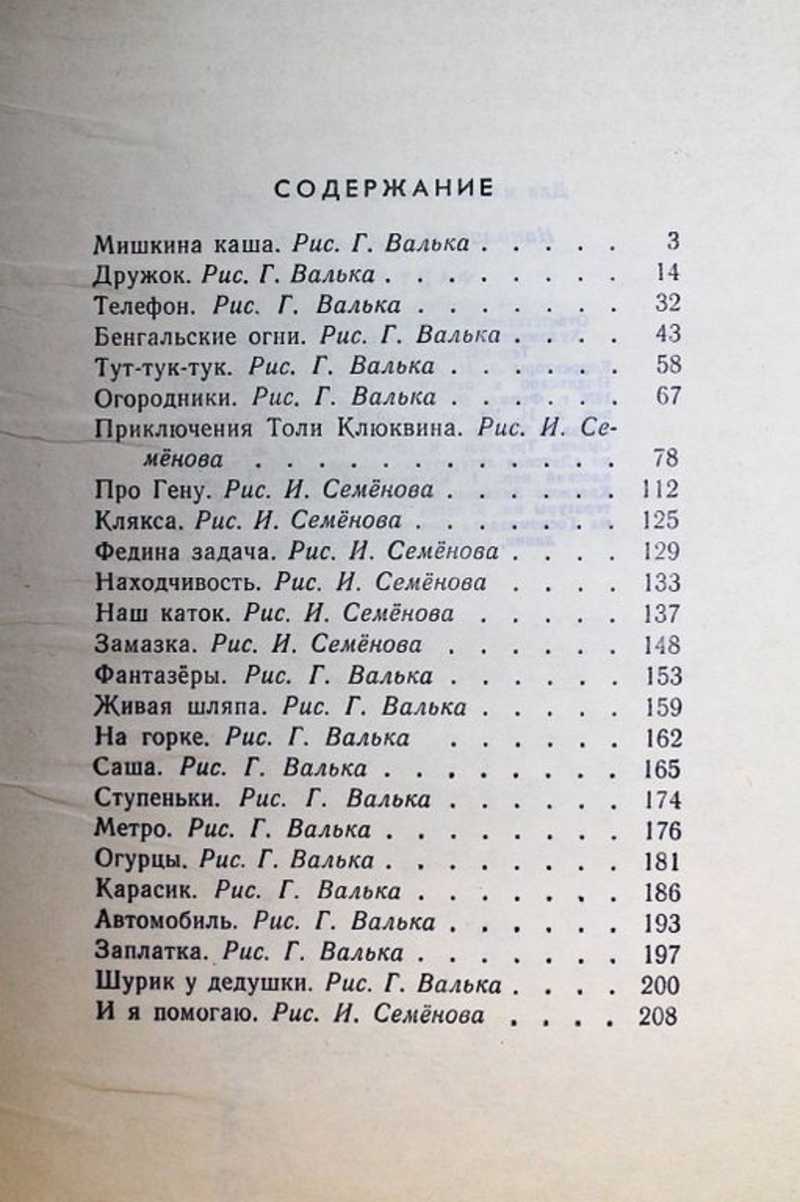 СОДЕРЖАНИЕ
Мишкина каша. Рис. Г. Валька . . . . . 3
Дружок. Рис. Г. Валька . . . . . . . . 14
Телефон. Рис. Г. Валька . . . . . . . 32
Бенгальские огни. Рис. Г. Валька . . . . 43
Тут-тук-тук. Рис. Г. Валька . . . . . . 58
Огородники. Рис. Г. Валька . . . . . . 67
Приключения Толи Клюквина. Рис. И. Се-
мёнова . . . . . . . . . . . . 78
Про Гену. Рис. И. Семёнова . . . . . . 112
Клякса. Рис. И. Семёнова . . . . . . . 125
Федина задача. Рис. И. Семёнова . . . . 129
Находчивость. Рис. И. Семёнова . . . . 133
Наш каток. Рис. И. Семёнова . . . . . 137
Замазка. Рис. И. Семёнова . . . . . . 148
Фантазёры. Рис. Г. Валька . . . . . . 153
Живая шляпа. Рис. Г. Валька . . . . . 159
На горке. Рис. Г. Валька . . . . . . 162
Саша. Рис. Г. Валька . . . . . . . . 165
Ступеньки. Рис. Г. Валька . . . . . . 174
Метро. Рис. Г. Валька . . . . . . . . 176
Огурцы. Рис. Г. Валька . . . . . . . . 181
Карасик. Рис. Г. Валька . . . . . . . 186
Автомобиль. Рис. Г. Валька . . . . . . 193
Заплатка. Рис. Г. Валька . . . . . . . 197
Шурик у дедушки. Рис. Г. Валька . . . . 200
И я помогаю. Рис. И. Семёнова . . . . 208